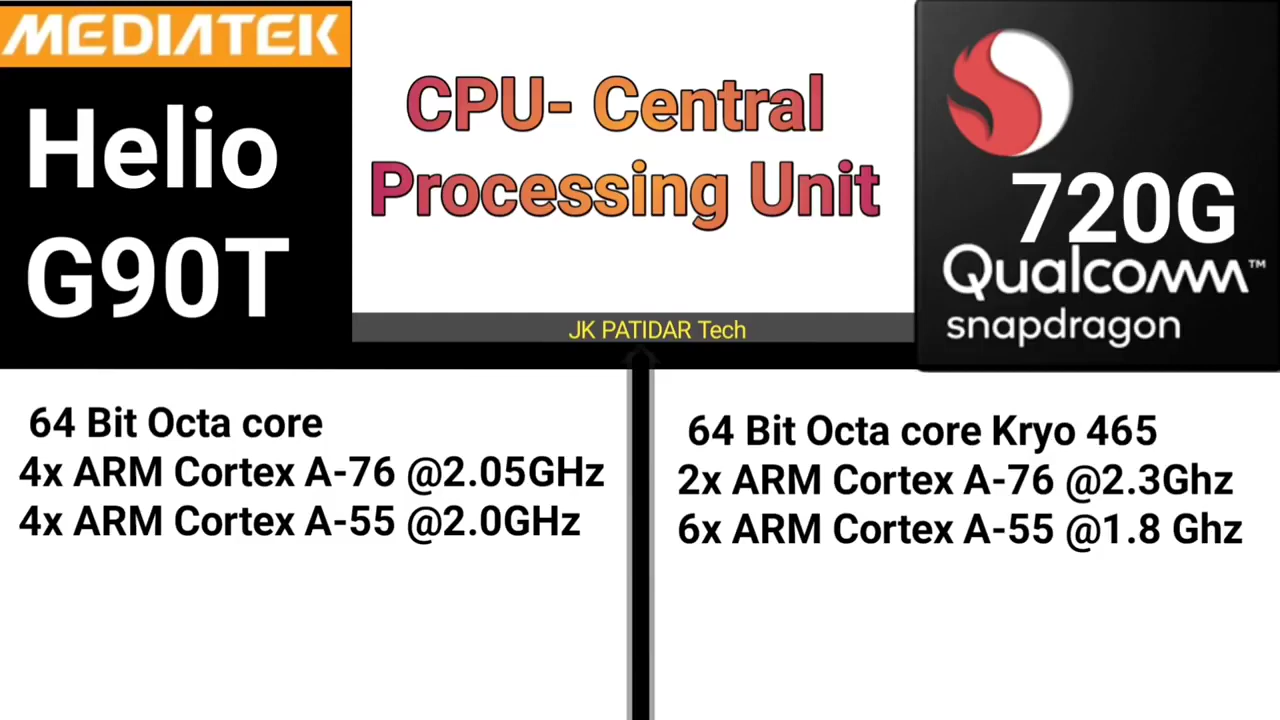 MEDIATEK
Helio
G90T
CPU- Central
Processing Unit
JK PATIDAR Tech
720G
Qualcomm™
snapdragon
64 Bit Octa core
4x ARM Cortex A-76 @2.05GHz
4x ARM Cortex A-55 @2.0GHz
64 Bit Octa core Kryo 465
2x ARM Cortex A-76 @2.3Ghz
6x ARM Cortex A-55 @1.8 Ghz